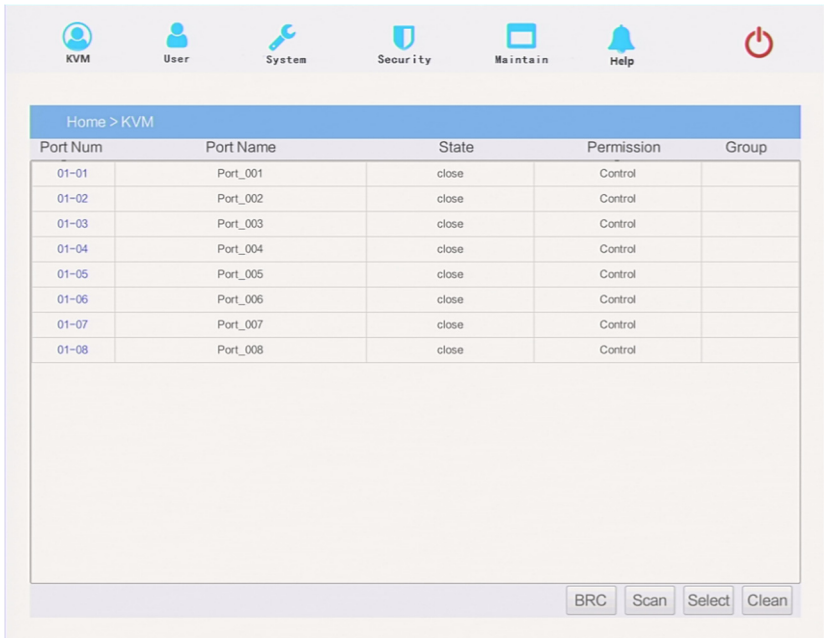 KVM User System Security Maintain Help
Home > KVM
Port Num Port Name State Permission Group
01-01 Port_001 close Control
01-02 Port_002 close Control
01-03 Port_003 close Control
01-04 Port_004 close Control
01-05 Port_005 close Control
01-06 Port_006 close Control
01-07 Port_007 close Control
01-08 Port_008 close Control
BRC Scan Select Clean